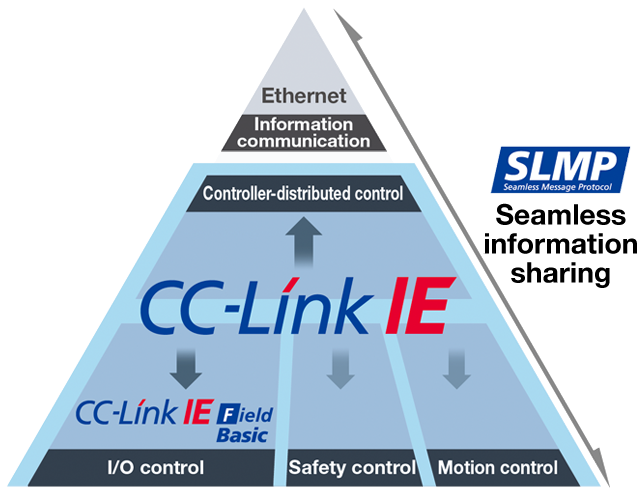 Ethernet
Information
communication
SLMP
Seamless Message Protocol
Seamless
information
sharing
Controller-distributed control
CC-Link IE
CC-Link IE Field
Basic
I/O control
Safety control
Motion control